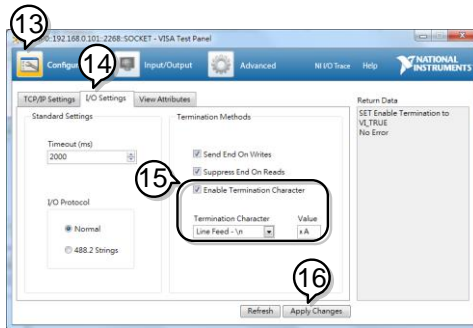 13
0::192.168.0.101::2268::SOCKET - VISA Test Panel
14
Configu
Input/Output
Advanced
NI I/O Trace
Help
NATIONAL
INSTRUMENTS
TCP/IP Settings
I/O Settings
View Attributes
Return Data
Standard Settings
Termination Methods
SET Enable Termination to
VI_TRUE
No Error
Timeout (ms)
2000
Send End On Writes
Suppress End On Reads
15
Enable Termination Character
I/O Protocol
Termination Character
Value
Normal
Line Feed - \n
xA
488.2 Strings
16
Refresh
Apply Changes